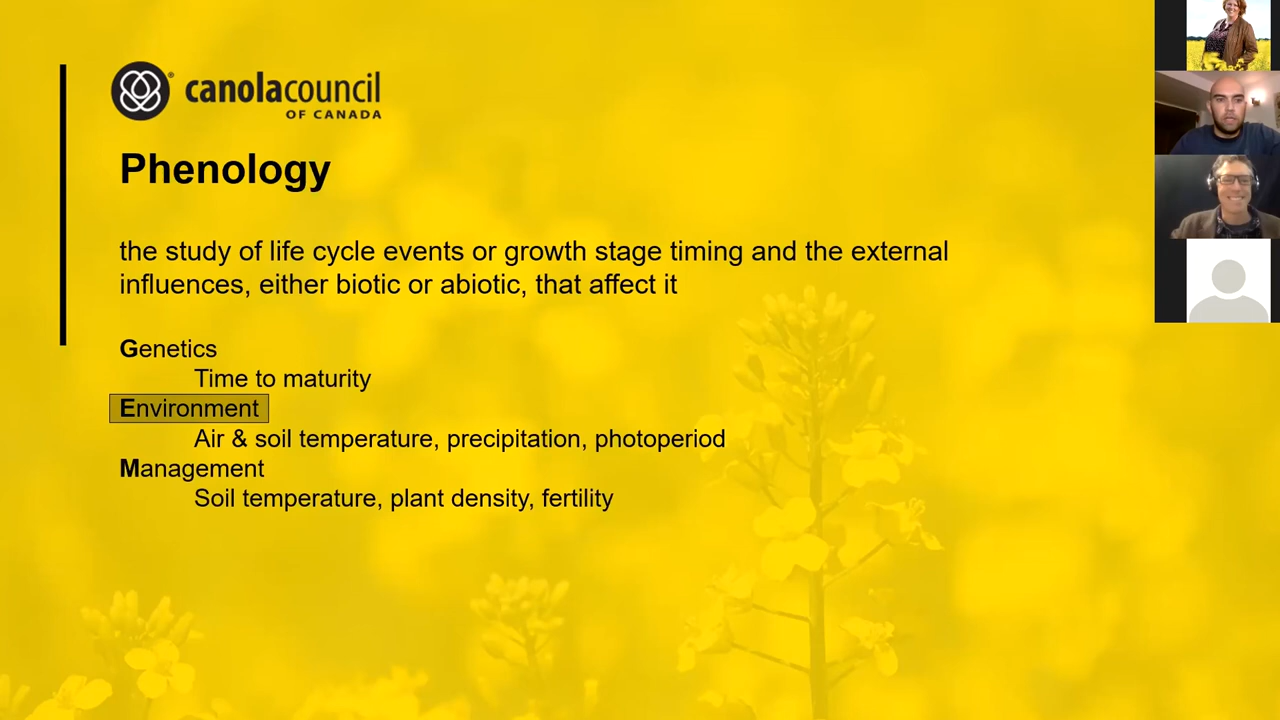 canolacouncil
OF CANADA
Phenology
the study of life cycle events or growth stage timing and the external
influences, either biotic or abiotic, that affect it
Genetics
Time to maturity
Environment
Air & soil temperature, precipitation, photoperiod
Management
Soil temperature, plant density, fertility